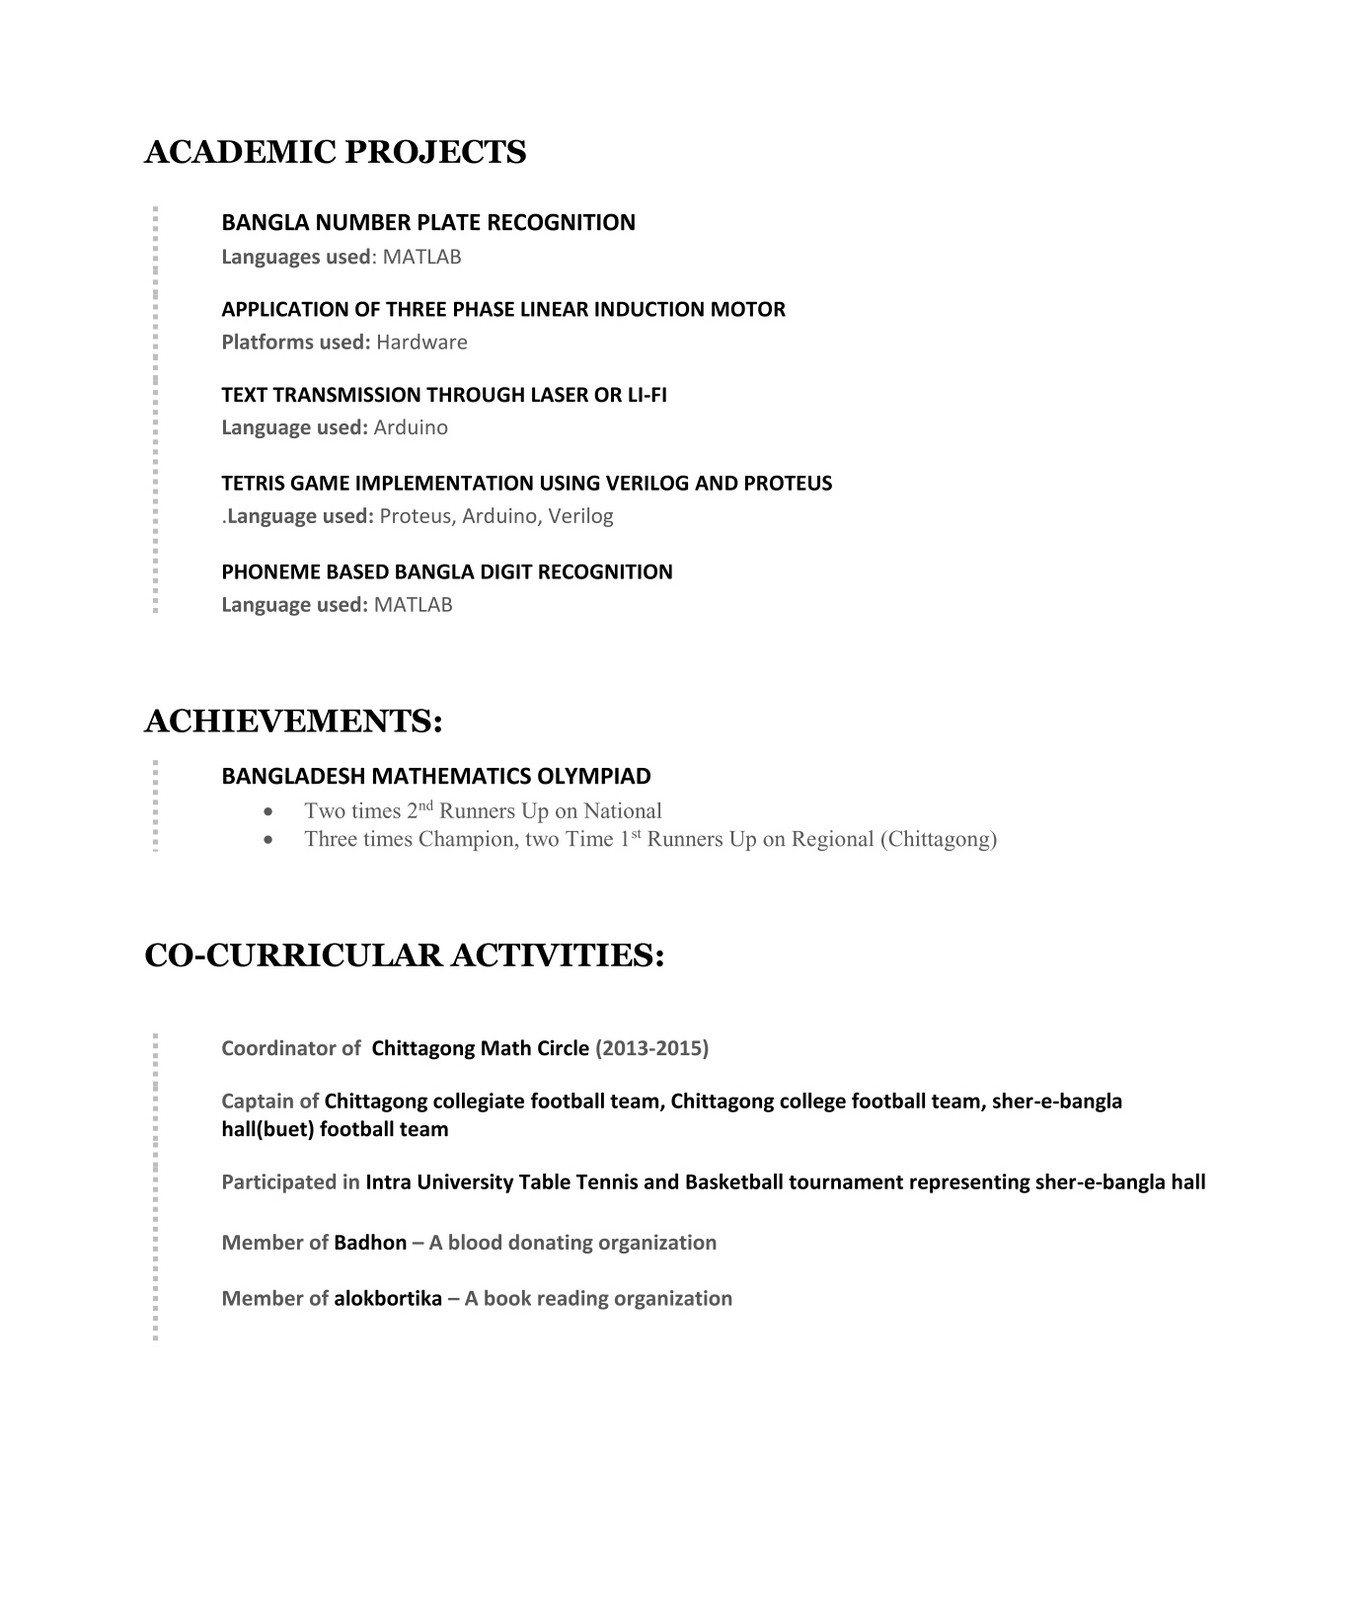 ACADEMIC PROJECTS
BANGLA NUMBER PLATE RECOGNITION
Languages used: MATLAB
APPLICATION OF THREE PHASE LINEAR INDUCTION MOTOR
Platforms used: Hardware
TEXT TRANSMISSION THROUGH LASER OR LI-FI
Language used: Arduino
TETRIS GAME IMPLEMENTATION USING VERILOG AND PROTEUS
.Language used: Proteus, Arduino, Verilog
PHONEME BASED BANGLA DIGIT RECOGNITION
Language used: MATLAB
ACHIEVEMENTS:
BANGLADESH MATHEMATICS OLYMPIAD
• Two times 2nd Runners Up on National
• Three times Champion, two Time 1st Runners Up on Regional (Chittagong)
CO-CURRICULAR ACTIVITIES:
Coordinator of  Chittagong Math Circle (2013-2015)
Captain of Chittagong collegiate football team, Chittagong college football team, sher-e-bangla
hall(buet) football team
Participated in Intra University Table Tennis and Basketball tournament representing sher-e-bangla hall
Member of Badhon – A blood donating organization
Member of alokbortika – A book reading organization